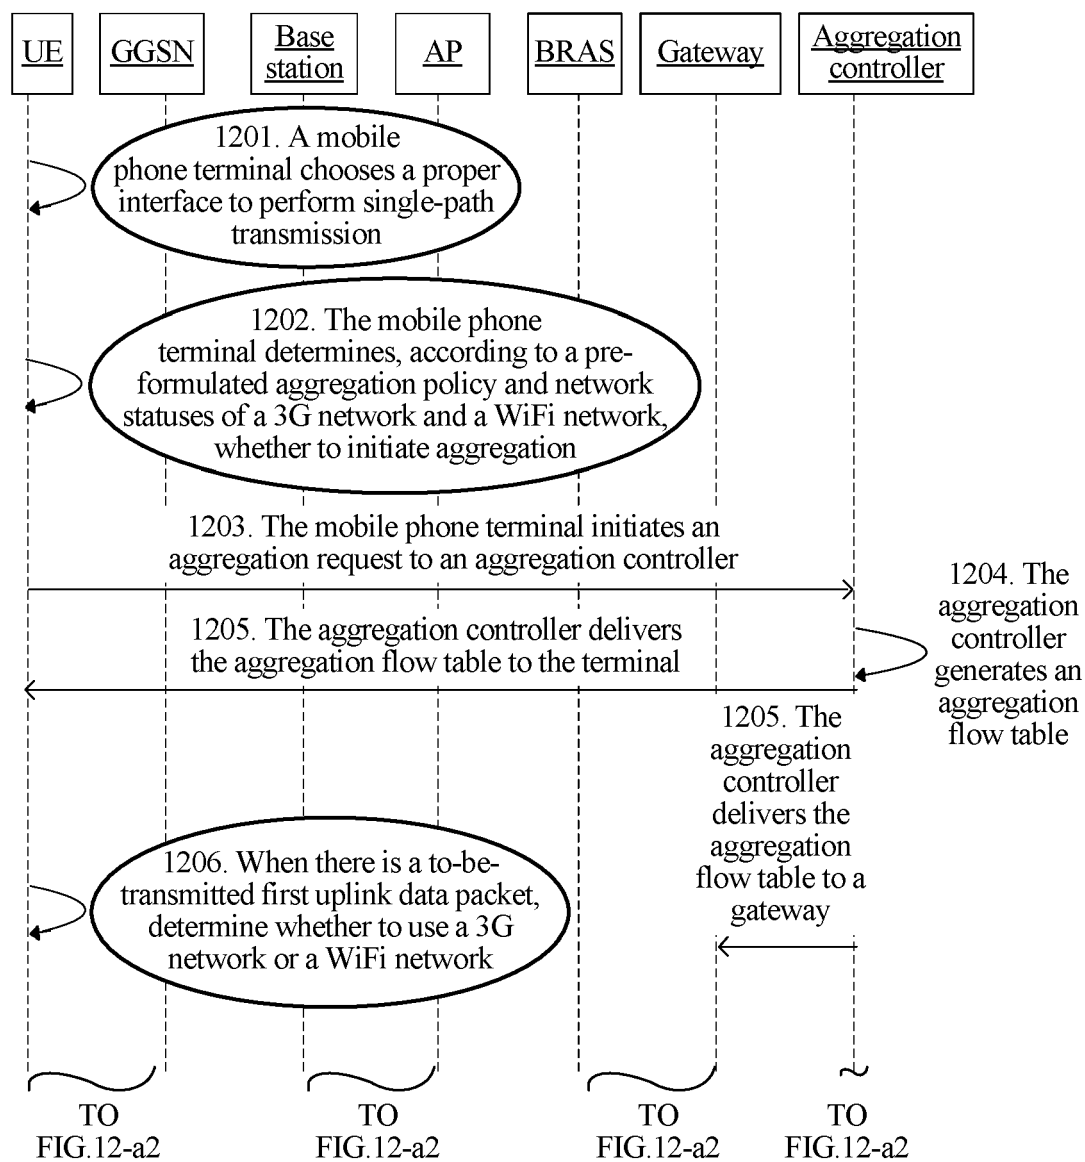 UE
GGSN
Base
station
AP
BRAS
Gateway
Aggregation
controller
1201. A mobile
phone terminal chooses a proper
interface to perform single-path
transmission
1202. The mobile phone
terminal determines, according to a pre-
formulated aggregation policy and network
statuses of a 3G network and a WiFi network,
whether to initiate aggregation
1203. The mobile phone terminal initiates an
aggregation request to an aggregation controller
1204. The
aggregation
controller
generates an
aggregation
flow table
1205. The aggregation controller delivers
the aggregation flow table to the terminal
1205. The
aggregation
controller
delivers the
aggregation
flow table to a
gateway
1206. When there is a to-be-
transmitted first uplink data packet,
determine whether to use a 3G
network or a WiFi network
TO
FIG.12-a2
TO
FIG.12-a2
TO
FIG.12-a2
TO
FIG.12-a2